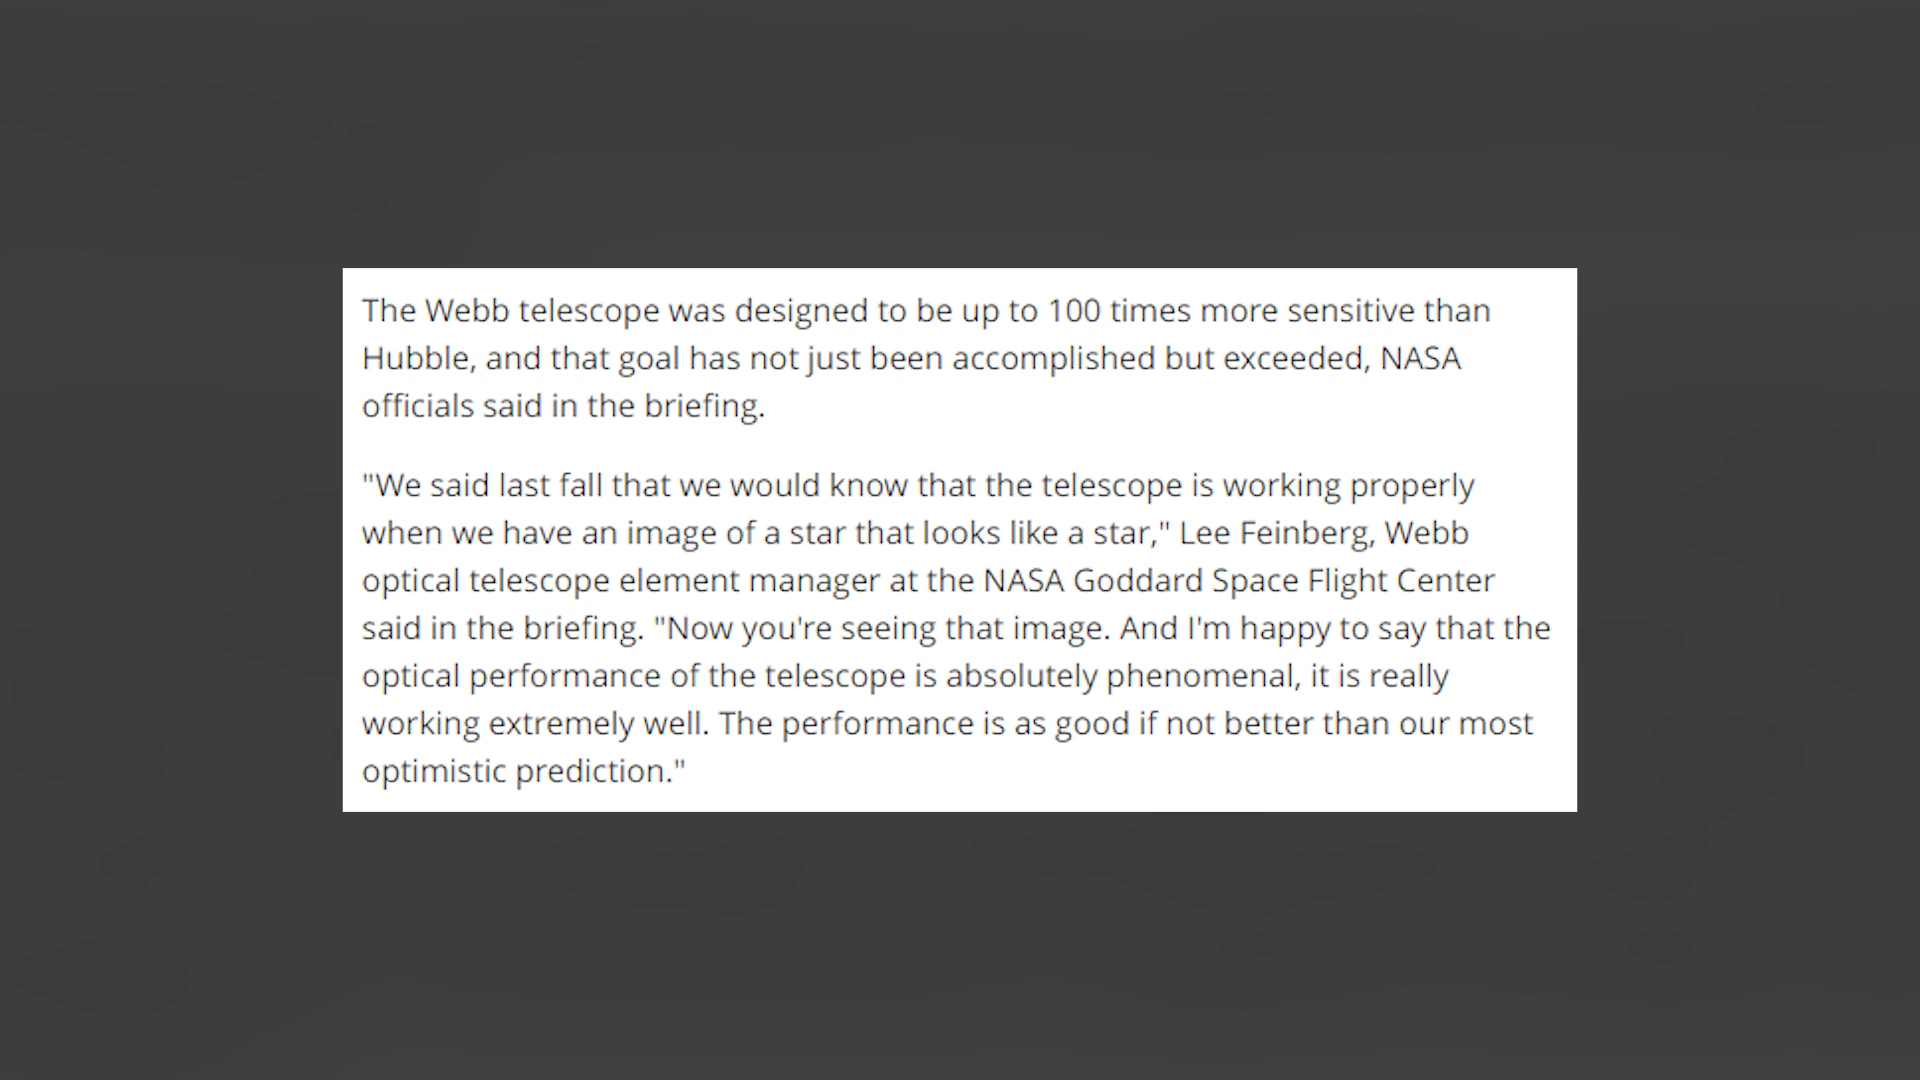 The Webb telescope was designed to be up to 100 times more sensitive than
Hubble, and that goal has not just been accomplished but exceeded, NASA
officials said in the briefing.
"We said last fall that we would know that the telescope is working properly
when we have an image of a star that looks like a star," Lee Feinberg, Webb
optical telescope element manager at the NASA Goddard Space Flight Center
said in the briefing. "Now you're seeing that image. And I'm happy to say that the
optical performance of the telescope is absolutely phenomenal, it is really
working extremely well. The performance is as good if not better than our most
optimistic prediction."